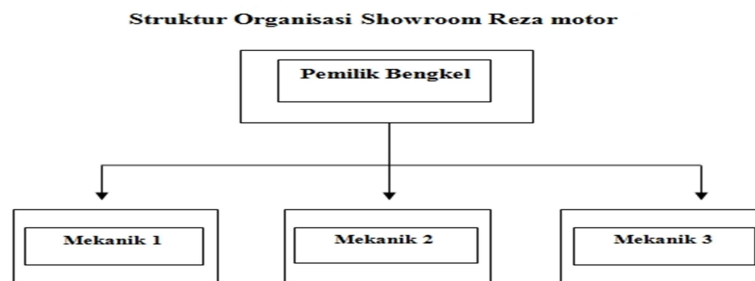 Struktur Organisasi Showroom Reza motor
Pemilik Bengkel
Mekanik 1
Mekanik 2
Mekanik 3